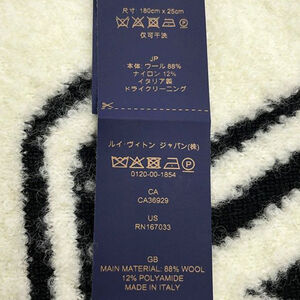 尺寸: 180cm x 25cm
仅可干洗
JP
本体: ウール 88%
ナイロン 12%
イタリア製
ドライクリーニング
ルイ・ヴィトン ジャパン(株)
0120-00-1854
CA
CA36929
US
RN167033
GB
MAIN MATERIAL: 88% WOOL
12% POLYAMIDE
MADE IN ITALY